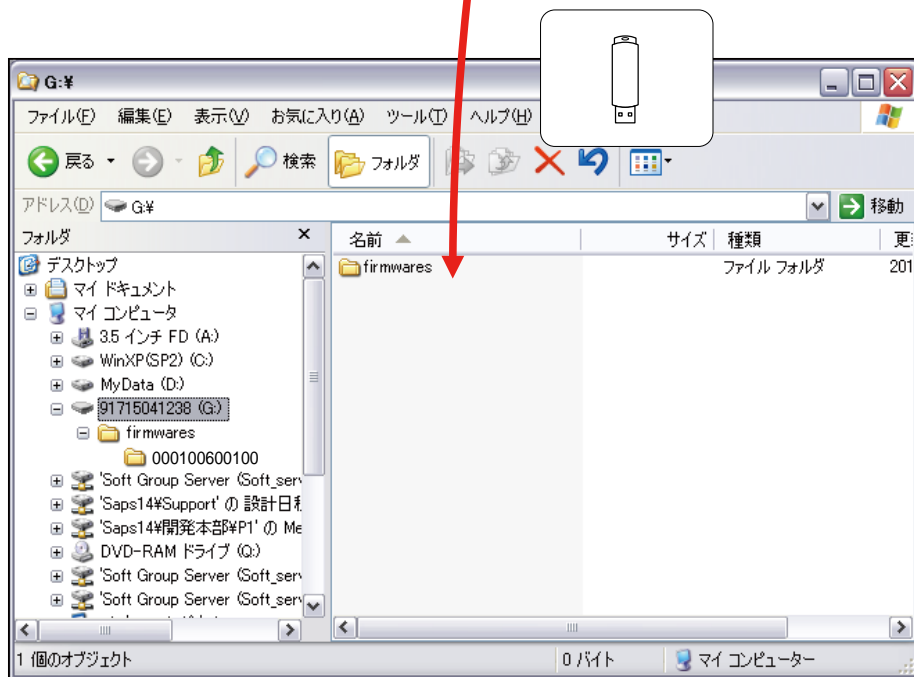 G:¥
ファイル(F) 編集(E) 表示(V) お気に入り(A) ツール(T) ヘルプ(H)
戻る 検索 フォルダ
アドレス(D) G:¥ 移動
フォルダ × 名前 サイズ 種類 更
デスクトップ
firmwares ファイル フォルダ 201
マイ ドキュメント
マイ コンピュータ
3.5 インチ FD (A:)
WinXP(SP2) (C:)
MyData (D:)
91715041238 (G:)
firmwares
000100600100
'Soft Group Server (Soft_serv
'Saps14¥Support' の 設計日程
'Saps14¥開発本部¥P1' の Me
DVD-RAM ドライブ (Q:)
'Soft Group Server (Soft_serv
'Soft Group Server (Soft_serv
1 個のオブジェクト 0 バイト マイ コンピューター